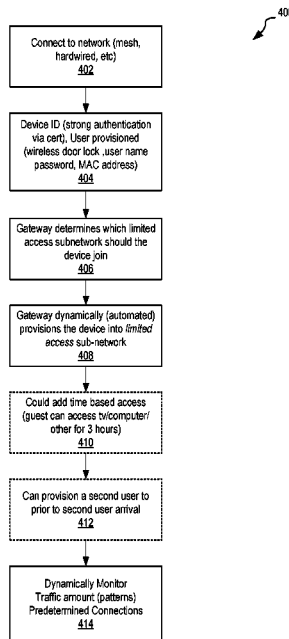 40
Connect to network (mesh,
hardwired, etc)
402
Device ID (strong authentication
via cert), User provisioned
(wireless door lock ,user name
password, MAC address)
404
Gateway determines which limited
access subnetwork should the
device join
406
Gateway dynamically (automated)
provisions the device into limited
access sub-network
408
Could add time based access
(guest can access tv/computer/
other for 3 hours)
410
Can provision a second user to
prior to second user arrival
412
Dynamically Monitor
Traffic amount (patterns)
Predetermined Connections
414